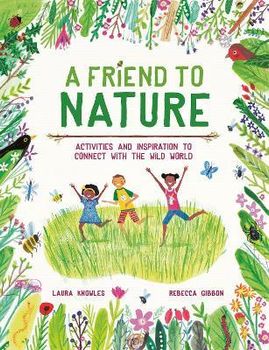 A FRIEND TO
NATURE
ACTIVITIES AND INSPIRATION TO
CONNECT WITH THE WILD WORLD
LAURA KNOWLES
REBECCA GIBBON